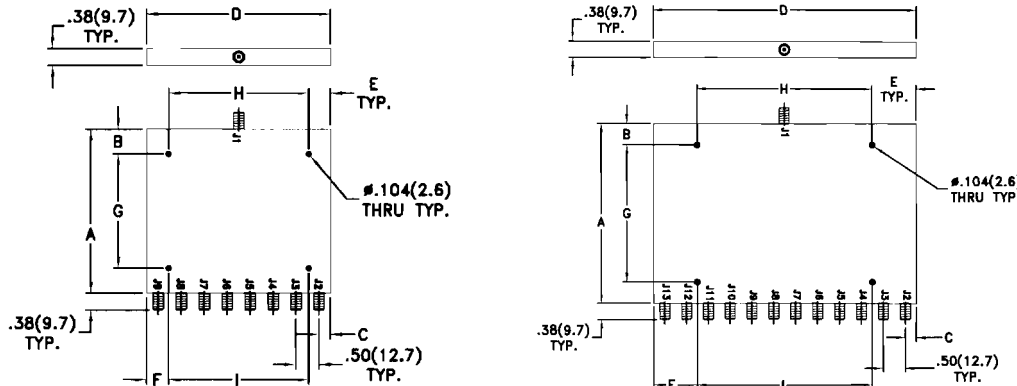 .38(9.7)
TYP.
D
E
TYP.
H
J1
B
G
A
ø.104(2.6)
THRU TYP.
J9 J8 J7 J6 J5 J4 J3 J2
.38(9.7)
TYP.
C
.50(12.7)
TYP.
F
I
.38(9.7)
TYP.
D
E
TYP.
H
J1
B
G
A
ø.104(2.6)
THRU TYP
J13 J12 J11 J10 J9 J8 J7 J6 J5 J4 J3 J2
.38(9.7)
TYP.
C
.50(12.7)
TYP.
F
I